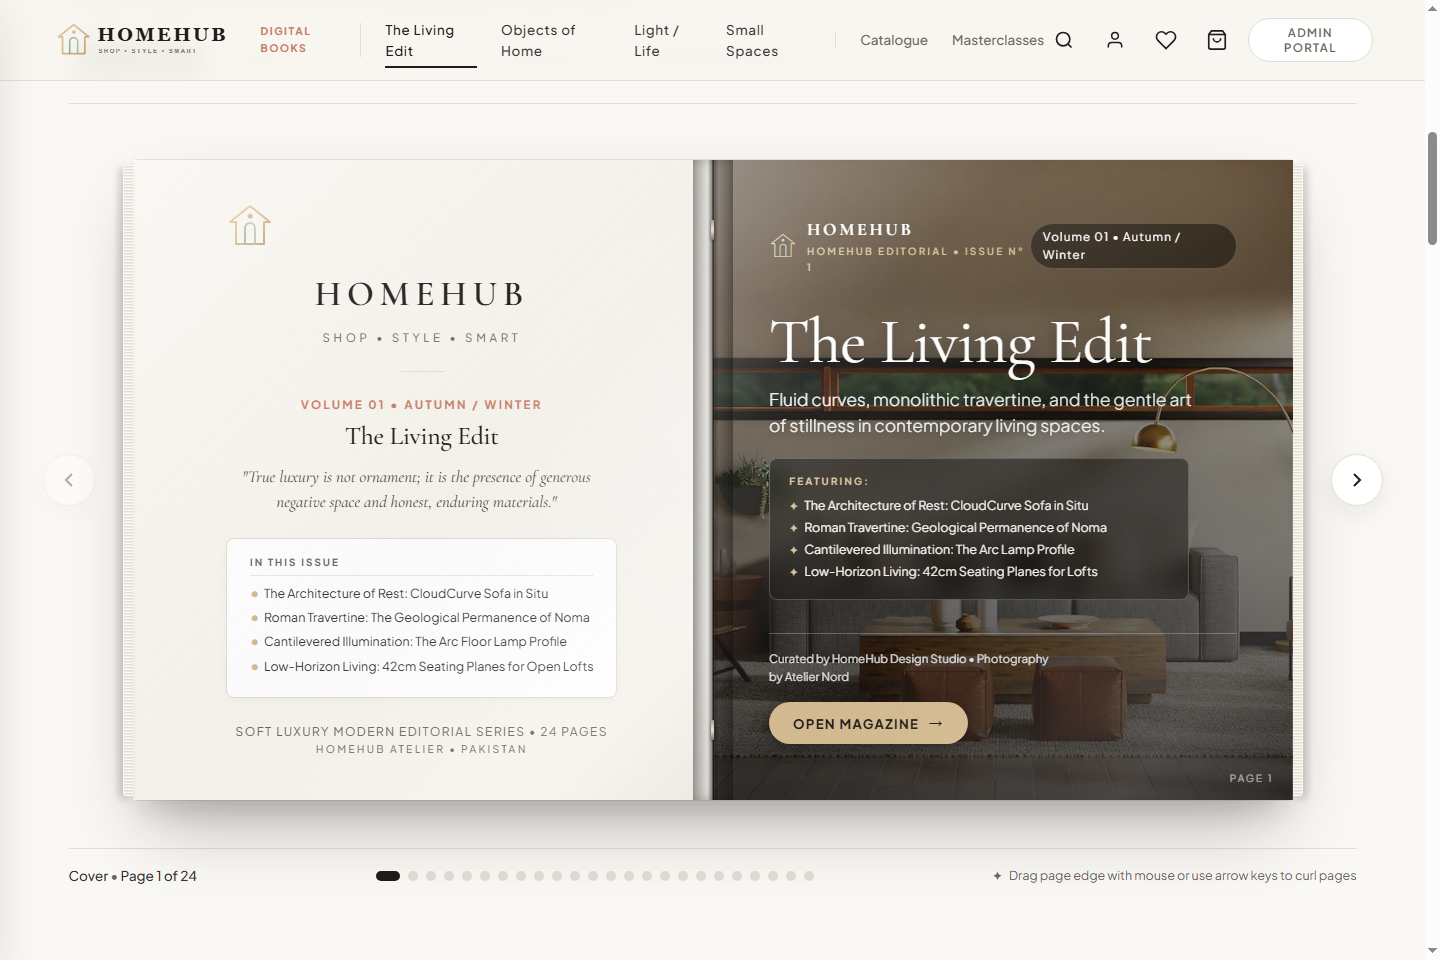 HOMEHUB
SHOP • STYLE • SMART
DIGITAL
BOOKS
The Living
Edit
Objects of
Home
Light /
Life
Small
Spaces
Catalogue
Masterclasses
ADMIN
PORTAL
HOMEHUB
SHOP • STYLE • SMART
VOLUME 01 • AUTUMN / WINTER
The Living Edit
"True luxury is not ornament; it is the presence of generous
negative space and honest, enduring materials."
IN THIS ISSUE
The Architecture of Rest: CloudCurve Sofa in Situ
Roman Travertine: The Geological Permanence of Noma
Cantilevered Illumination: The Arc Floor Lamp Profile
Low-Horizon Living: 42cm Seating Planes for Open Lofts
SOFT LUXURY MODERN EDITORIAL SERIES • 24 PAGES
HOMEHUB ATELIER • PAKISTAN
HOMEHUB
HOMEHUB EDITORIAL • ISSUE N°
1
Volume 01 • Autumn /
Winter
The Living Edit
Fluid curves, monolithic travertine, and the gentle art
of stillness in contemporary living spaces.
FEATURING:
✦ The Architecture of Rest: CloudCurve Sofa in Situ
✦ Roman Travertine: Geological Permanence of Noma
✦ Cantilevered Illumination: The Arc Lamp Profile
✦ Low-Horizon Living: 42cm Seating Planes for Lofts
Curated by HomeHub Design Studio • Photography
by Atelier Nord
OPEN MAGAZINE →
PAGE 1
Cover • Page 1 of 24
✦ Drag page edge with mouse or use arrow keys to curl pages